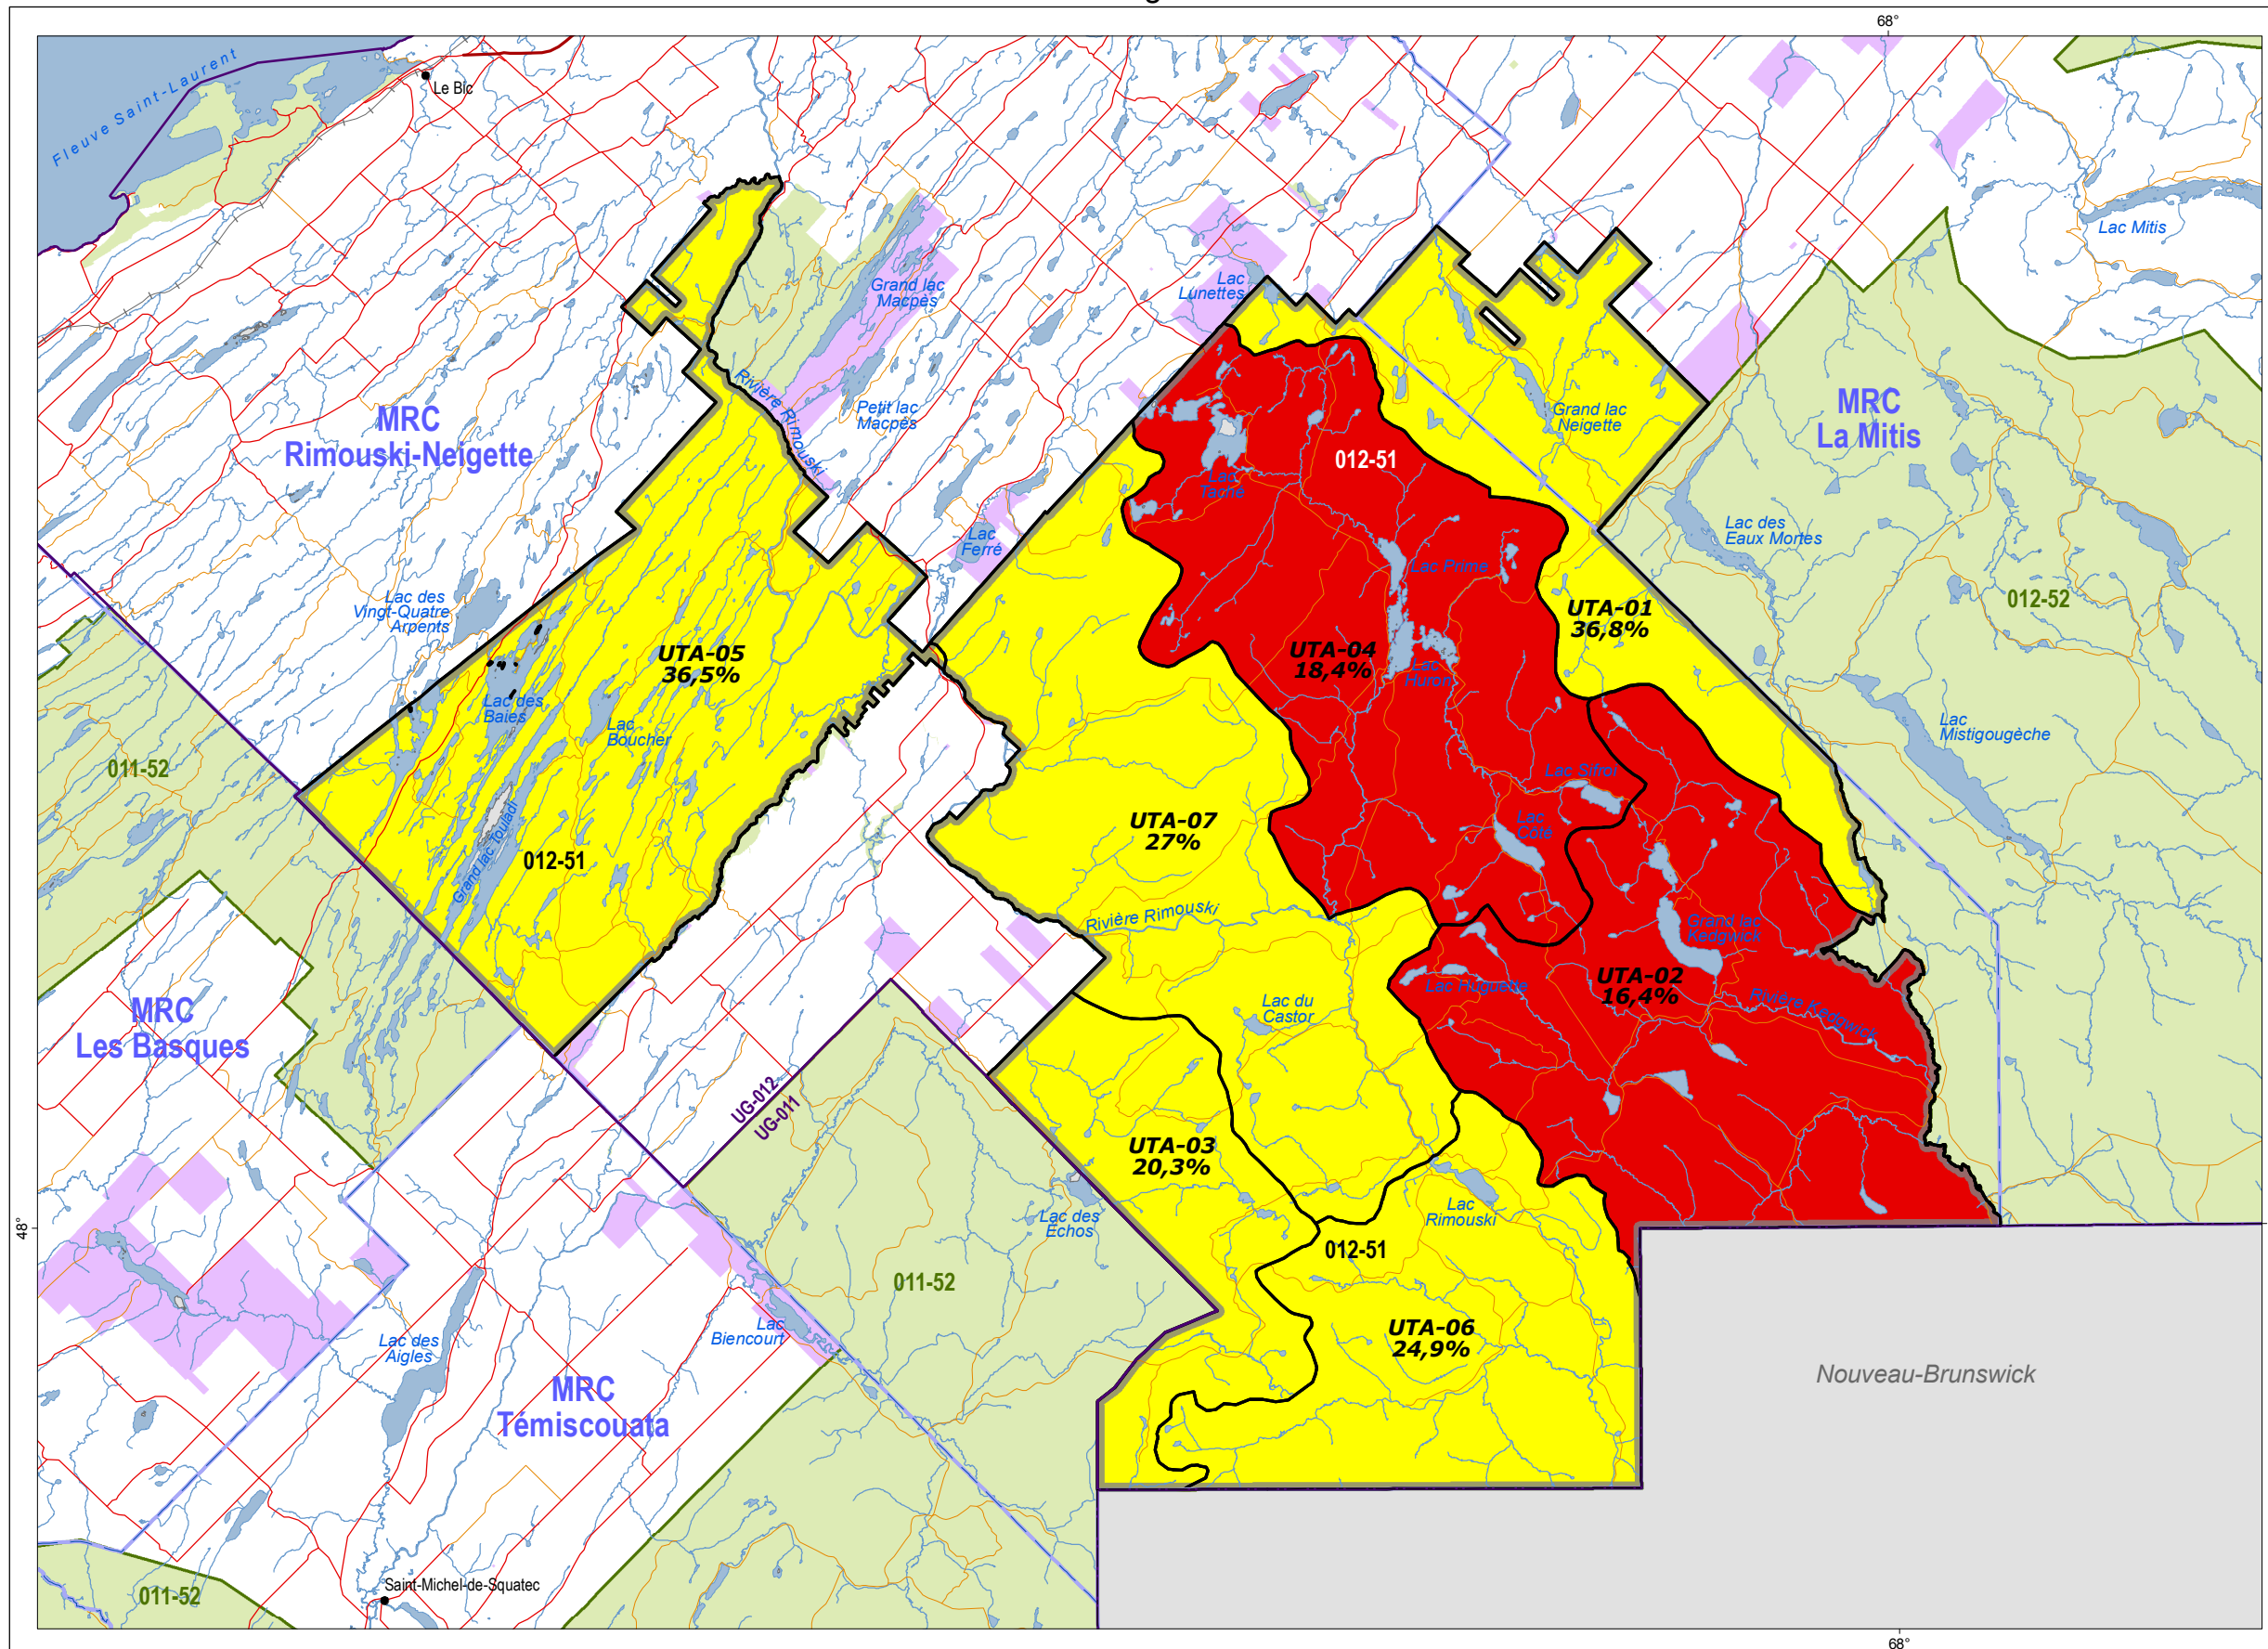 68°
Fleuve Saint-Laurent
Le Bic
Lac Mitis
Lac
Lunettes
Grand lac
Macpès
MRC
Rimouski-Neigette
Rivière Rimouski
Petit lac
Macpès
Grand lac
Neigette
MRC
La Mitis
012-51
Lac
Taché
Lac
Ferré
Lac des
Eaux Mortes
Lac Prime
012-52
Lac des
Vingt-Quatre
Arpents
UTA-01
36,8%
UTA-05
36,5%
UTA-04
18,4%
Lac
Huron
Lac des
Baies
Lac
Boucher
Lac
Mistigougèche
011-52
Lac Sifroi
UTA-07
27%
Lac
Côté
Grand lac Touladi
012-51
Rivière Rimouski
Grand lac
Kedgwick
UTA-02
16,4%
Lac Huguette
Rivière Kedgwick
Lac du
Castor
MRC
Les Basques
UG-012
UG-011
UTA-03
20,3%
Lac
Rimouski
Lac des
Échos
48°
012-51
011-52
Lac
Biencourt
Lac des
Aigles
UTA-06
24,9%
Nouveau-Brunswick
MRC
Témiscouata
Saint-Michel-de-Squatec
011-52
68°